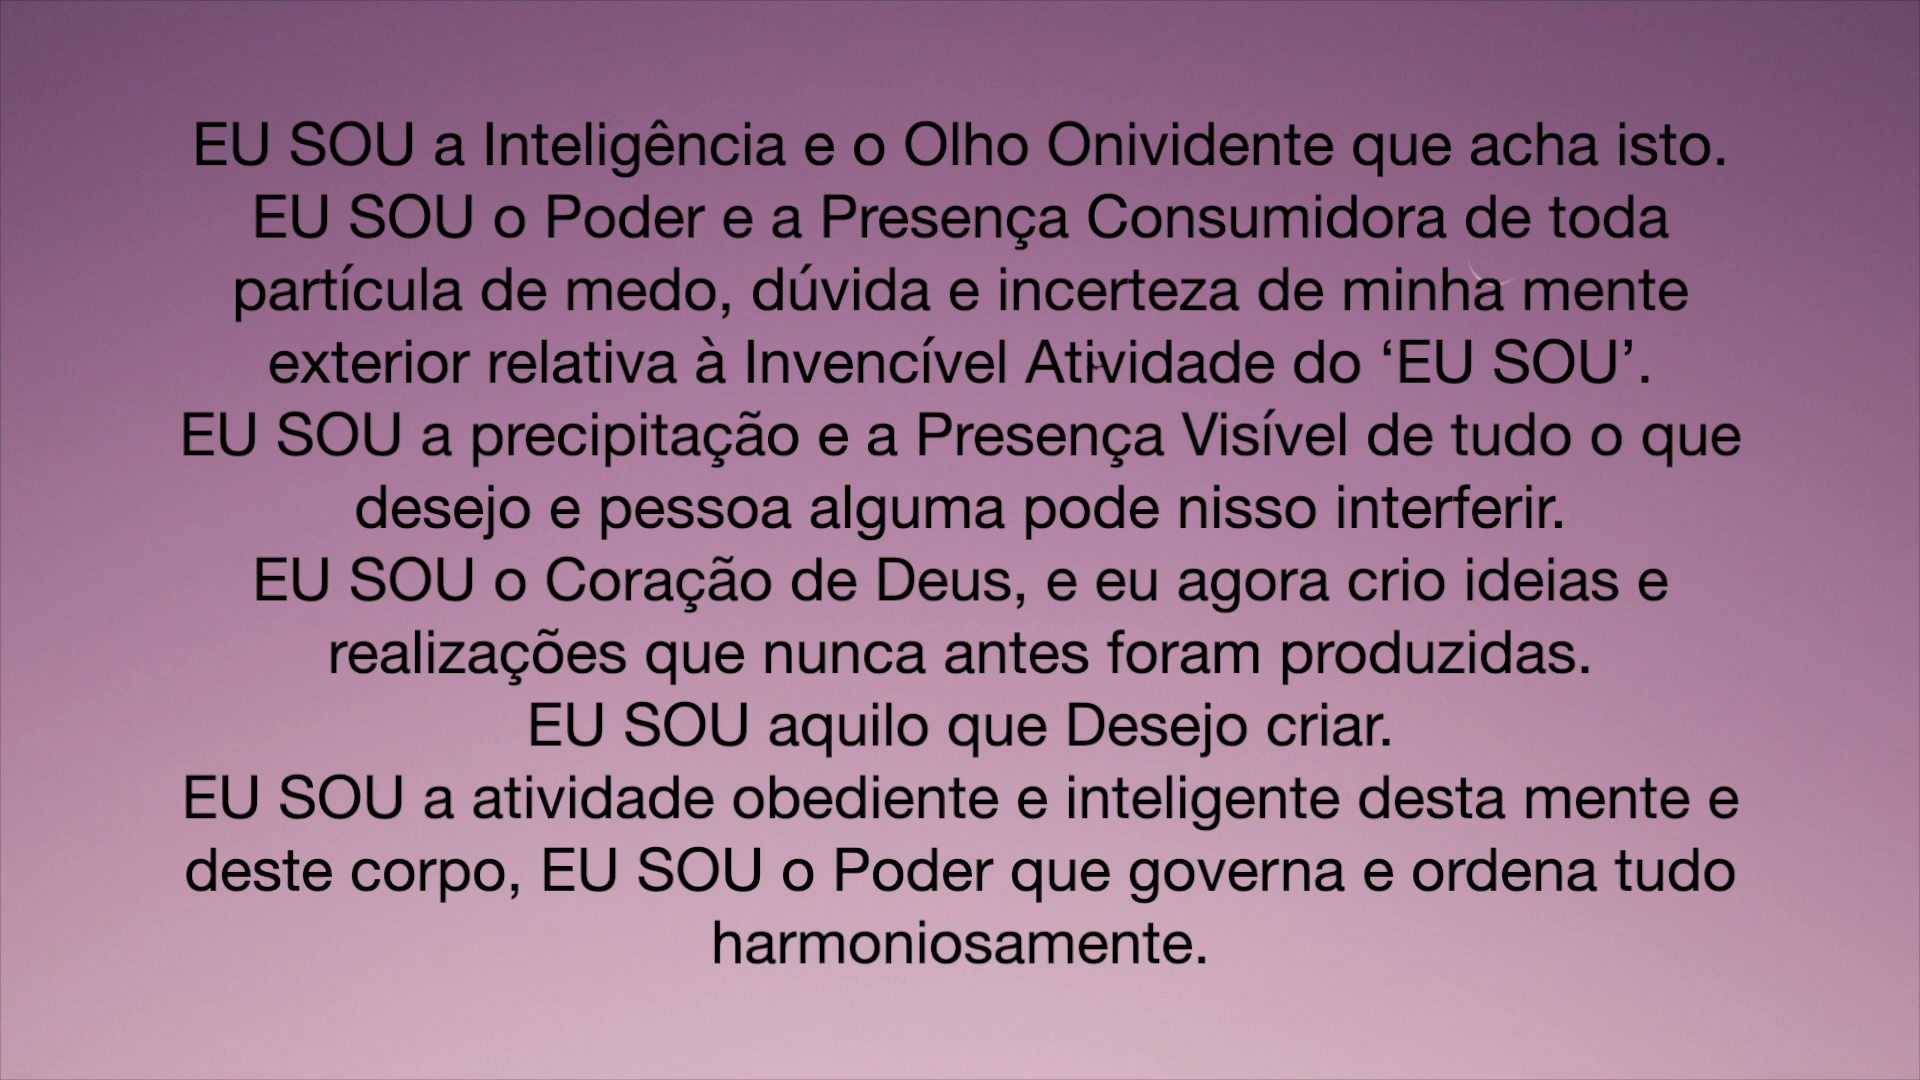 EU SOU a Inteligência e o Olho Onividente que acha isto.
EU SOU o Poder e a Presença Consumidora de toda
partícula de medo, dúvida e incerteza de minha mente
exterior relativa à Invencível Atividade do ‘EU SOU’.
EU SOU a precipitação e a Presença Visível de tudo o que
desejo e pessoa alguma pode nisso interferir.
EU SOU o Coração de Deus, e eu agora crio ideias e
realizações que nunca antes foram produzidas.
EU SOU aquilo que Desejo criar.
EU SOU a atividade obediente e inteligente desta mente e
deste corpo, EU SOU o Poder que governa e ordena tudo
harmoniosamente.